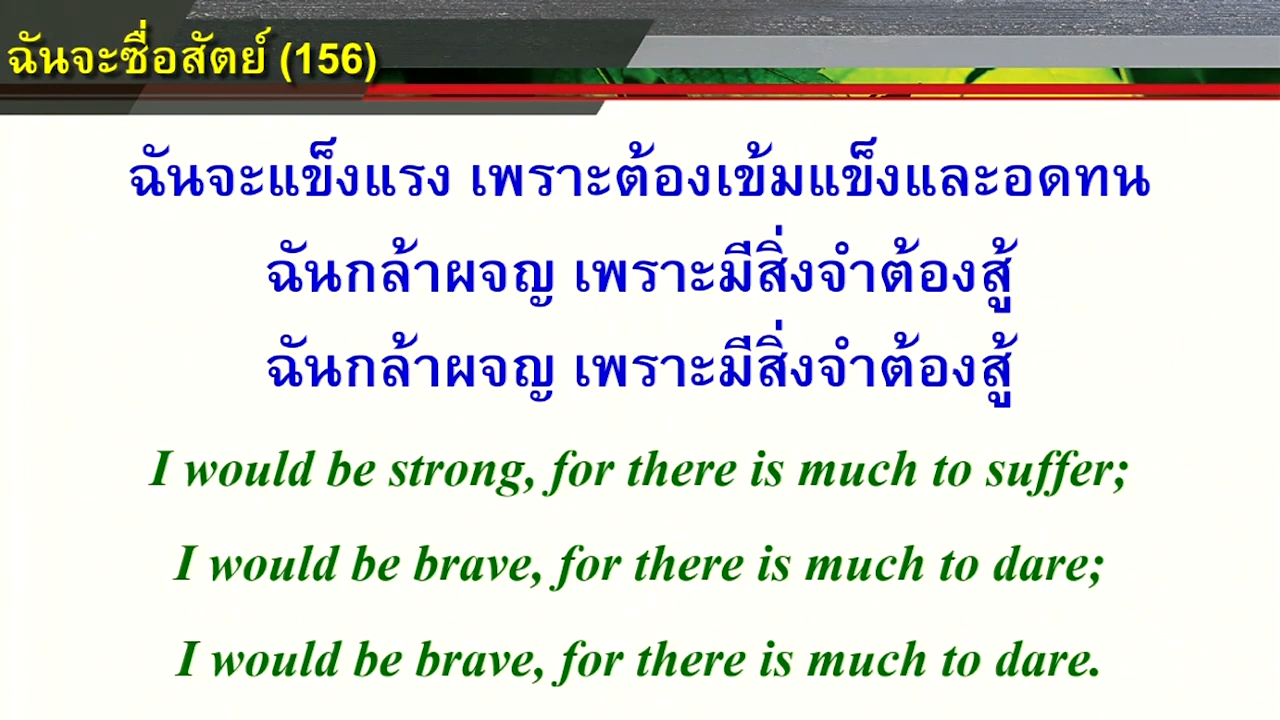 ฉันจะซื่อสัตย์ (156)
ฉันจะแข็งแรง เพราะต้องเข้มแข็งและอดทน
ฉันกล้าผจญ เพราะมีสิ่งจำต้องสู้
ฉันกล้าผจญ เพราะมีสิ่งจำต้องสู้
I would be strong, for there is much to suffer;
I would be brave, for there is much to dare;
I would be brave, for there is much to dare.